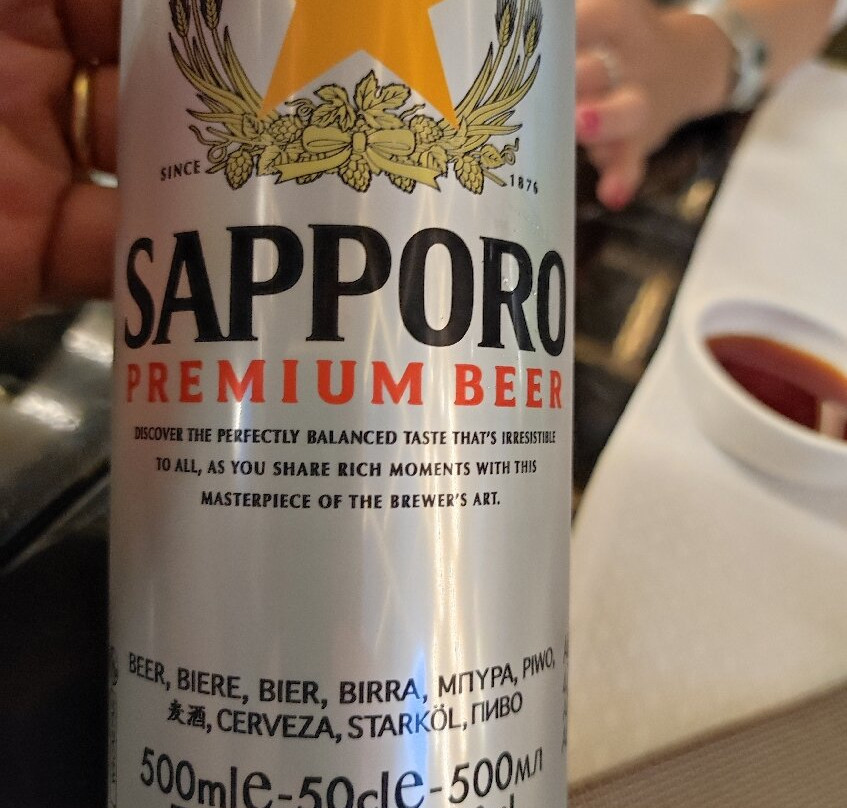 SINCE 1876
SAPPORO
PREMIUM BEER
DISCOVER THE PERFECTLY BALANCED TASTE THAT'S IRRESISTIBLE
TO ALL, AS YOU SHARE RICH MOMENTS WITH THIS
MASTERPIECE OF THE BREWER'S ART.
BEER, BIERE, BIER, BIRRA, ΜΠΥΡΑ, PIWO,
麦酒, CERVEZA, STARKÖL, ПИВО
500ml℮-50cl℮-500МЛ